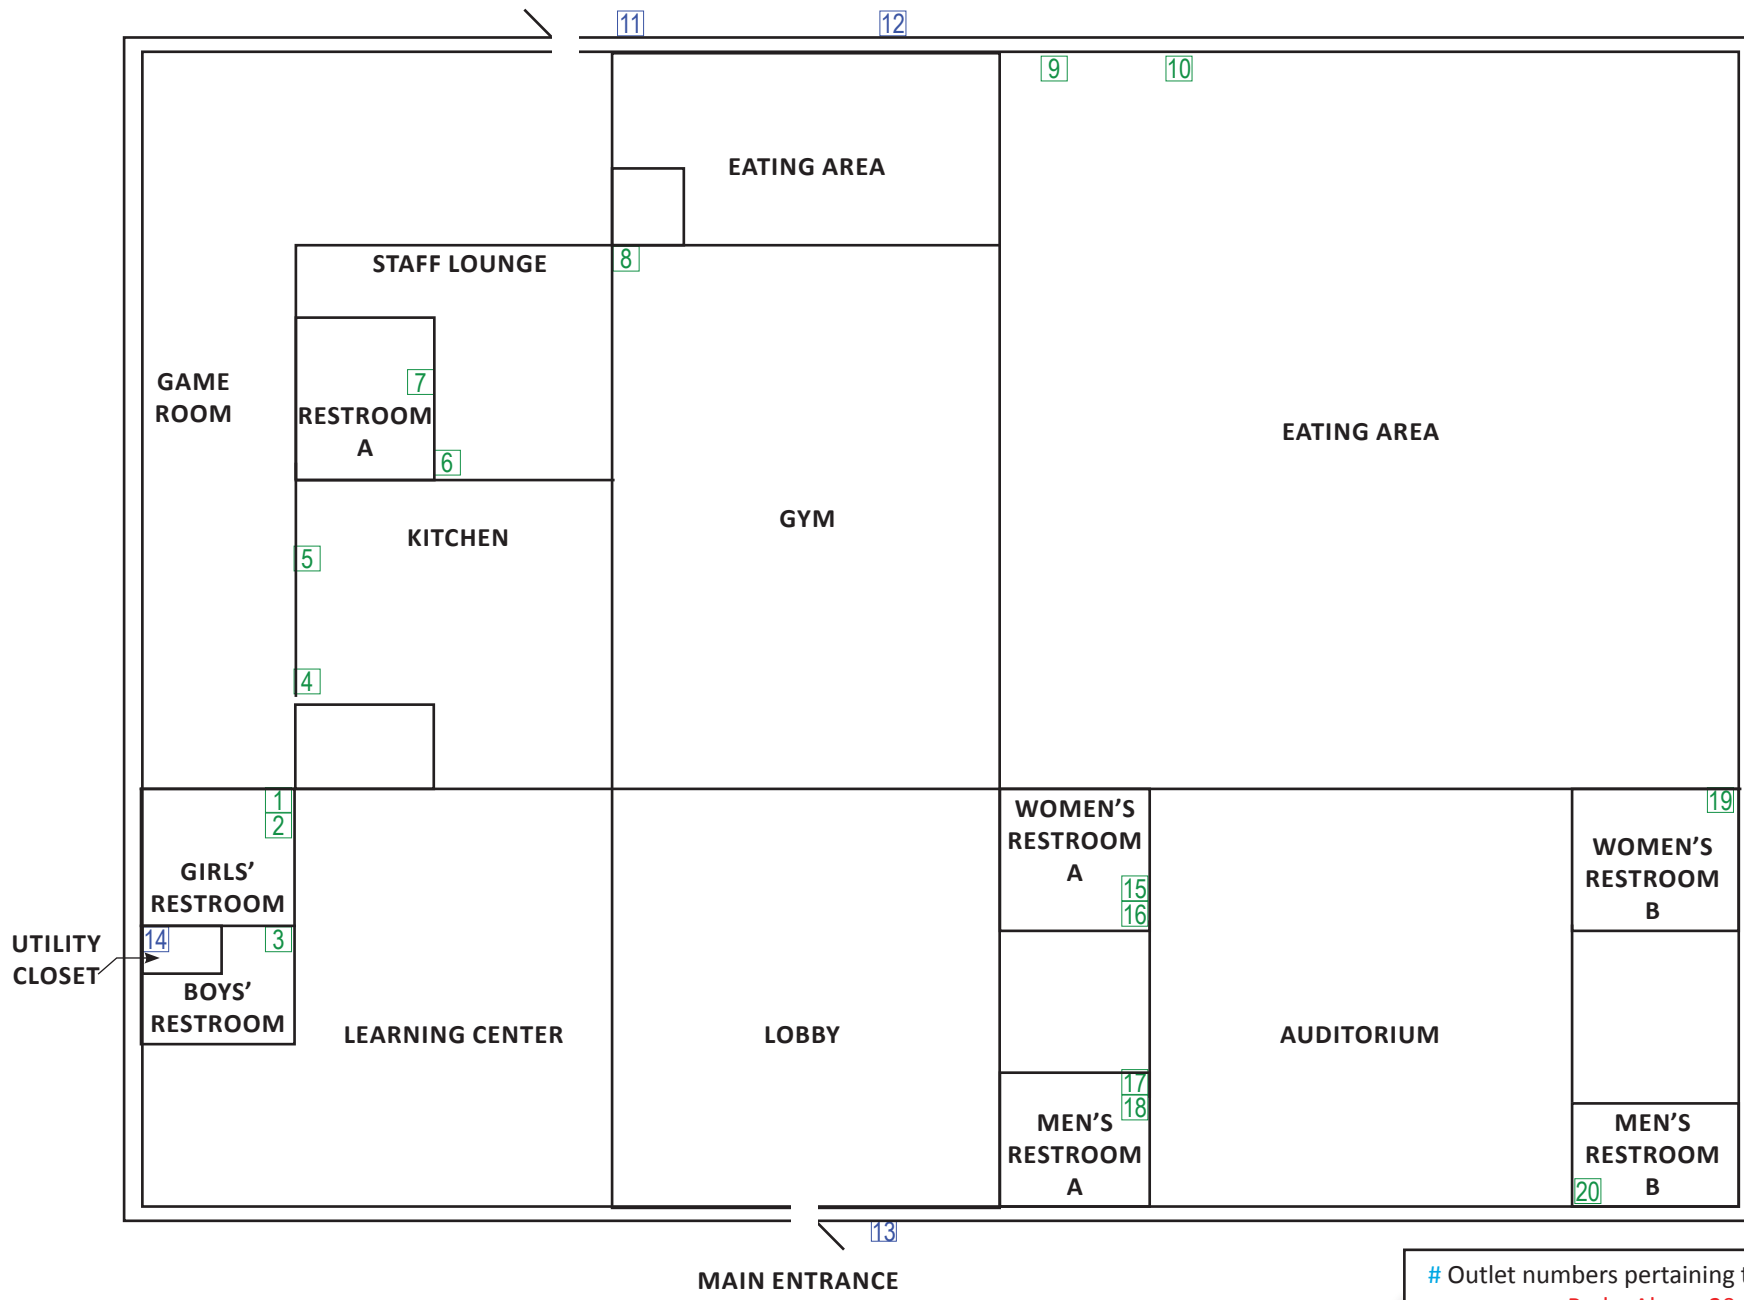 11
12
9
10
EATING AREA
STAFF LOUNGE
8
GAME
ROOM
7
RESTROOM
A
6
EATING AREA
KITCHEN
GYM
5
4
1
2
GIRLS'
RESTROOM
WOMEN'S
RESTROOM
A
15
16
19
WOMEN'S
RESTROOM
B
UTILITY
CLOSET
14
3
BOYS'
RESTROOM
LEARNING CENTER
LOBBY
AUDITORIUM
17
18
MEN'S
RESTROOM
A
MEN'S
RESTROOM
20
B
13
MAIN ENTRANCE
# Outlet numbers pertaining